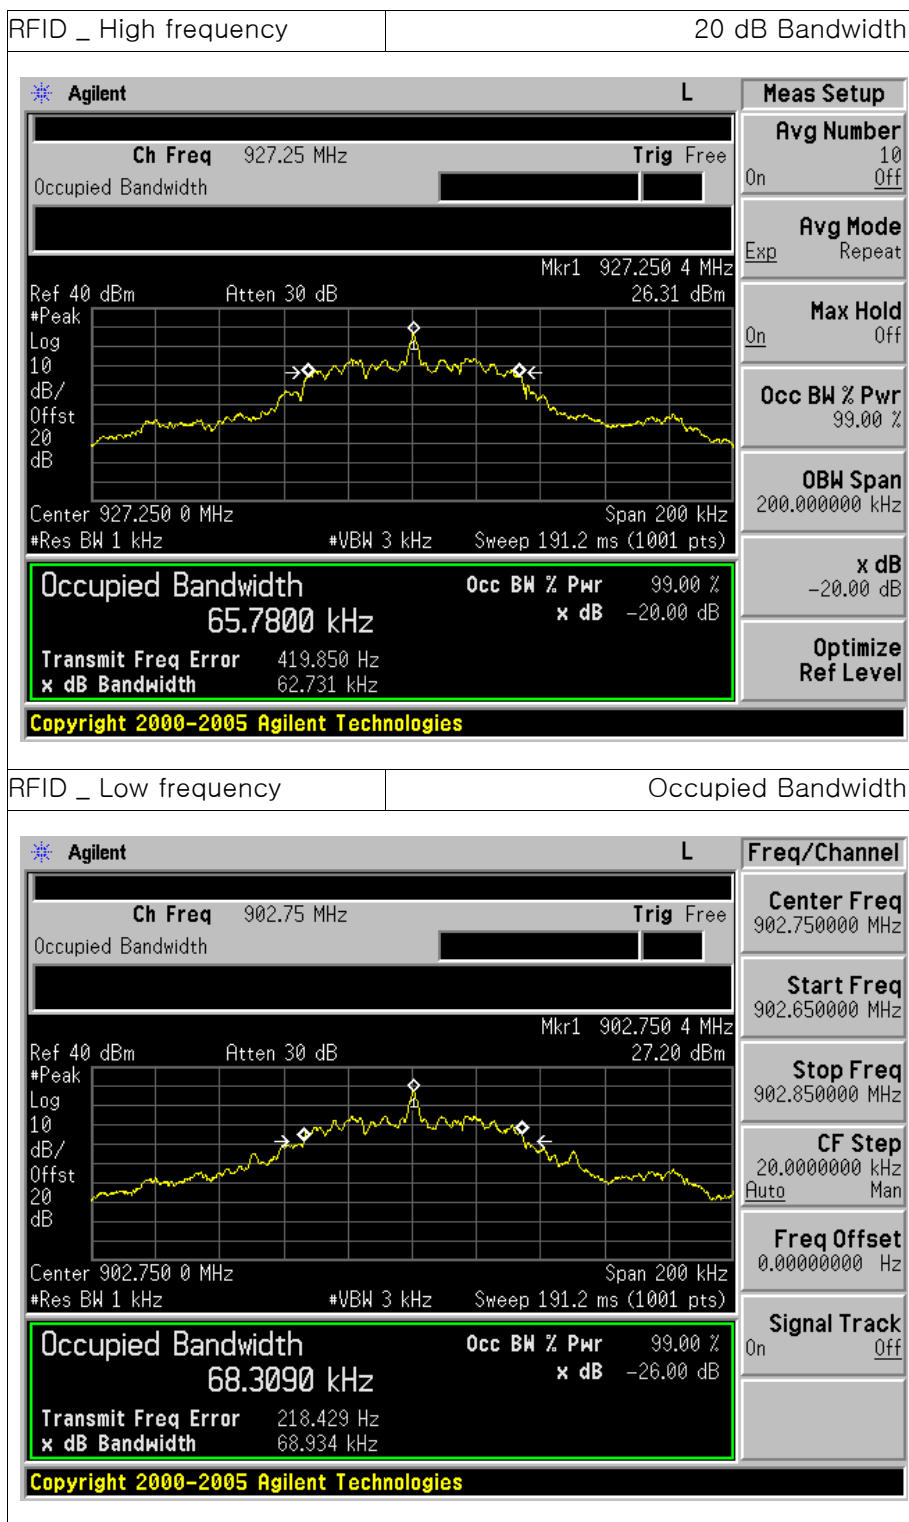 RFID _ High frequency 20 dB Bandwidth
Agilent L Meas Setup
Ch Freq 927.25 MHz Trig Free
Occupied Bandwidth
Avg Number
10
On Off
Avg Mode
Exp Repeat
Mkr1 927.250 4 MHz
Ref 40 dBm Atten 30 dB 26.31 dBm
#Peak
Log
10
dB/
Offst
20
dB
1
Max Hold
On Off
Occ BW % Pwr
99.00 %
OBW Span
200.000000 kHz
Center 927.250 0 MHz Span 200 kHz
#Res BW 1 kHz #VBW 3 kHz Sweep 191.2 ms (1001 pts)
x dB
-20.00 dB
Optimize
Ref Level
Occupied Bandwidth Occ BW % Pwr 99.00 %
65.7800 kHz x dB -20.00 dB
Transmit Freq Error 419.850 Hz
x dB Bandwidth 62.731 kHz
Copyright 2000-2005 Agilent Technologies
RFID _ Low frequency Occupied Bandwidth
Agilent L Freq/Channel
Ch Freq 902.75 MHz Trig Free
Occupied Bandwidth
Center Freq
902.750000 MHz
Start Freq
902.650000 MHz
Mkr1 902.750 4 MHz
Ref 40 dBm Atten 30 dB 27.20 dBm
#Peak
Log
10
dB/
Offst
20
dB
1
Stop Freq
902.850000 MHz
CF Step
20.0000000 kHz
Auto Man
Freq Offset
0.00000000 Hz
Center 902.750 0 MHz Span 200 kHz
#Res BW 1 kHz #VBW 3 kHz Sweep 191.2 ms (1001 pts)
Signal Track
On Off
Occupied Bandwidth Occ BW % Pwr 99.00 %
68.3090 kHz x dB -26.00 dB
Transmit Freq Error 218.429 Hz
x dB Bandwidth 68.934 kHz
Copyright 2000-2005 Agilent Technologies